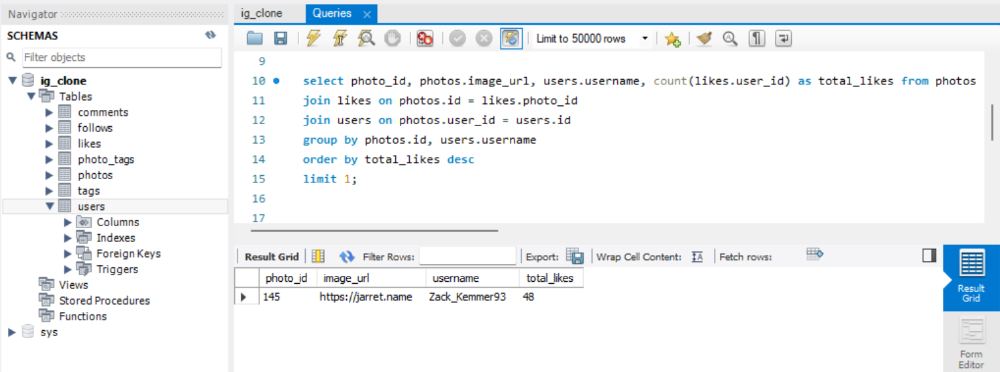 Navigator
SCHEMAS
Filter objects
ig_clone
Tables
comments
follows
likes
photo_tags
photos
tags
users
Columns
Indexes
Foreign Keys
Triggers
Views
Stored Procedures
Functions
sys
ig_clone Queries
Limit to 50000 rows
9
10 select photo_id, photos.image_url, users.username, count(likes.user_id) as total_likes from photos
11 join likes on photos.id = likes.photo_id
12 join users on photos.user_id = users.id
13 group by photos.id, users.username
14 order by total_likes desc
15 limit 1;
16
17
Result Grid Filter Rows: Export: Wrap Cell Content: Fetch rows:
photo_id image_url username total_likes
145 https://jarret.name Zack_Kemmer93 48
Result
Grid
Form
Editor